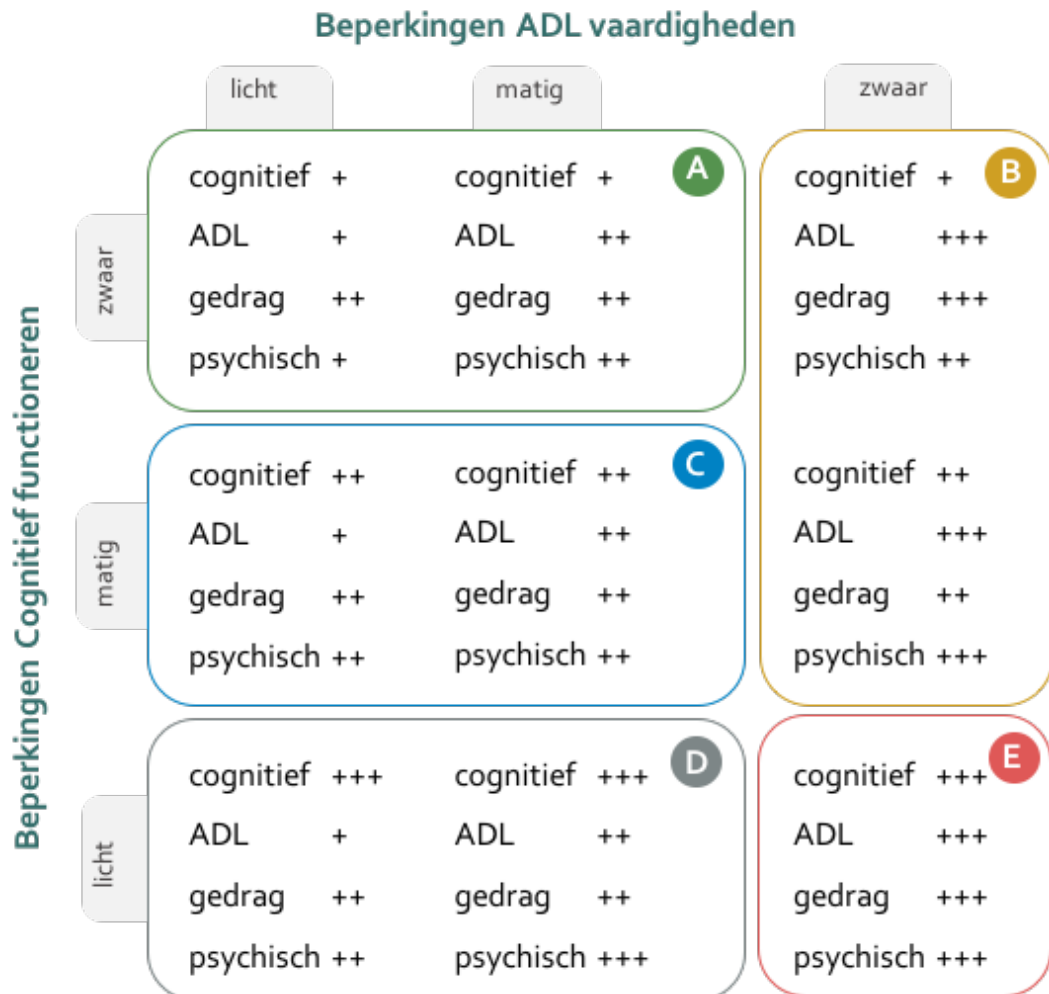 Beperkingen ADL vaardigheden
licht matig zwaar
Beperkingen Cognitief functioneren
zwaar
cognitief + cognitief + A cognitief + B
ADL + ADL ++ ADL +++
gedrag ++ gedrag ++ gedrag +++
psychisch + psychisch ++ psychisch ++
matig
cognitief ++ cognitief ++ C cognitief ++
ADL + ADL ++ ADL +++
gedrag ++ gedrag ++ gedrag ++
psychisch ++ psychisch ++ psychisch +++
licht
cognitief +++ cognitief +++ D cognitief +++ E
ADL + ADL ++ ADL +++
gedrag ++ gedrag ++ gedrag +++
psychisch ++ psychisch +++ psychisch +++